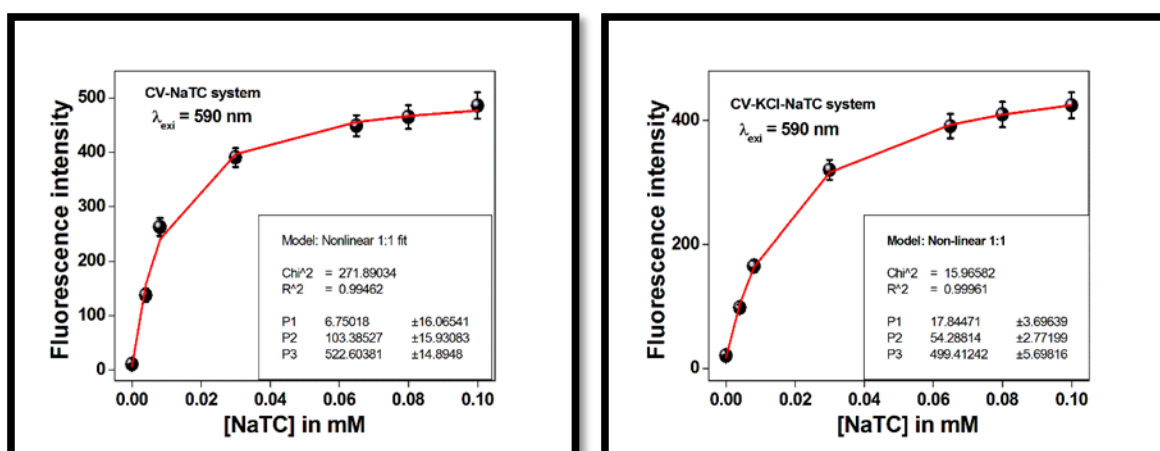 CV-NaTC system
λexi = 590 nm
Fluorescence intensity
500
400
300
200
100
0
Model: Nonlinear 1:1 fit
Chi^2 = 271.89034
R^2 = 0.99462
P1 6.75018 ±16.06541
P2 103.38527 ±15.93083
P3 522.60381 ±14.8948
0.00 0.02 0.04 0.06 0.08 0.10
[NaTC] in mM
CV-KCl-NaTC system
λexi = 590 nm
Fluorescence intensity
400
200
0
Model: Non-linear 1:1
Chi^2 = 15.96582
R^2 = 0.99961
P1 17.84471 ±3.69639
P2 54.28814 ±2.77199
P3 499.41242 ±5.69816
0.00 0.02 0.04 0.06 0.08 0.10
[NaTC] in mM